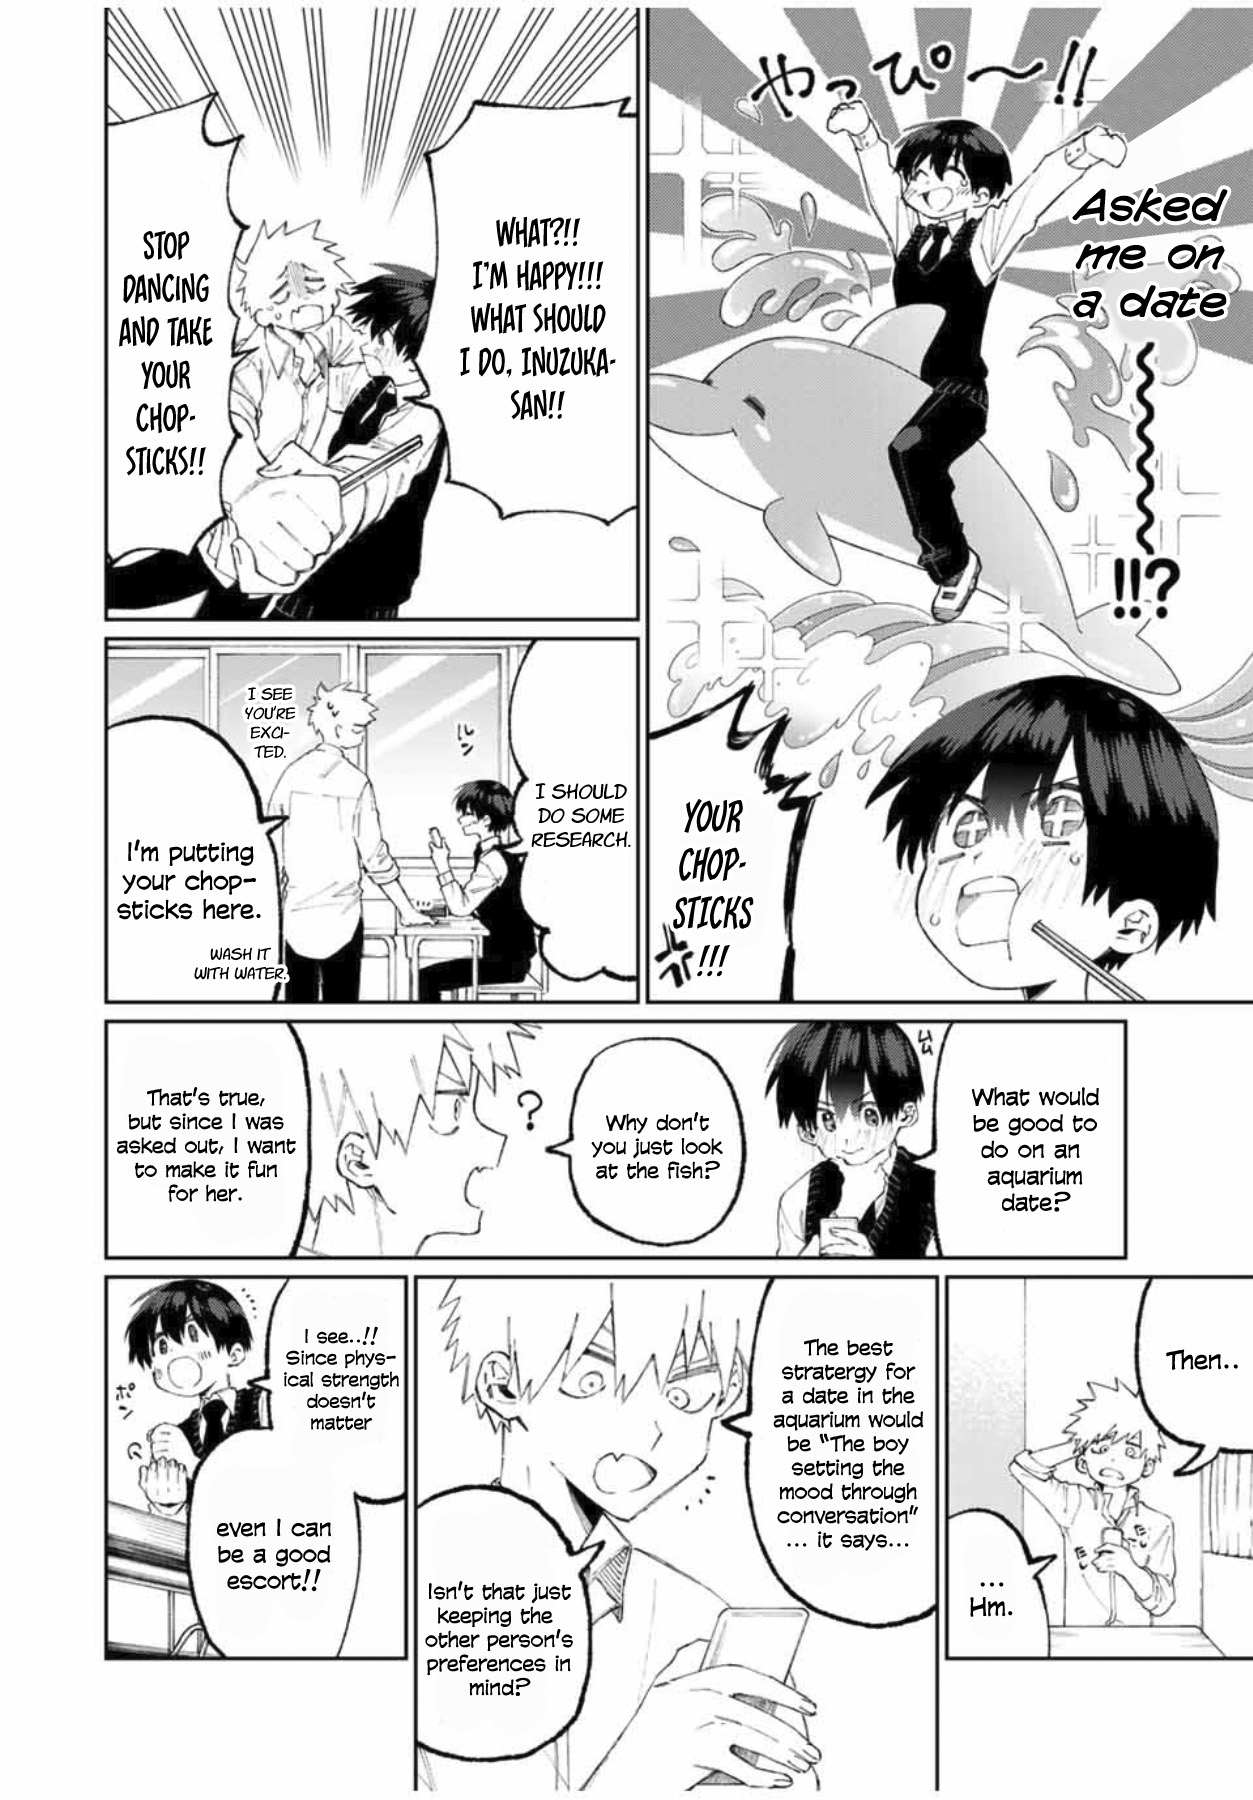 やっぴ〜!!
Asked
me on
a date
!!?
YOUR
CHOP-
STICKS
!!!
WHAT?!!
I'M HAPPY!!!
WHAT SHOULD
I DO, INUZUKA-
SAN!!
STOP
DANCING
AND TAKE
YOUR
CHOP-
STICKS!!
I SHOULD
DO SOME
RESEARCH.
ルン
I SEE
YOU'RE
EXCI-
TED.
I'm putting
your chop-
sticks here.
WASH IT
WITH WATER.
What would
be good to
do on an
aquarium
date?
ムム
Why don't
you just look
at the fish?
?
That's true,
but since I was
asked out, I want
to make it fun
for her.
Then..
...
Hm.
The best
stratergy for
a date in the
aquarium would
be "The boy
setting the
mood through
conversation"
... it says...
Isn't that just
keeping the
other person's
preferences in
mind?
I see..!!
Since phys-
ical strength
doesn't
matter
even I can
be a good
escort!!
ポン